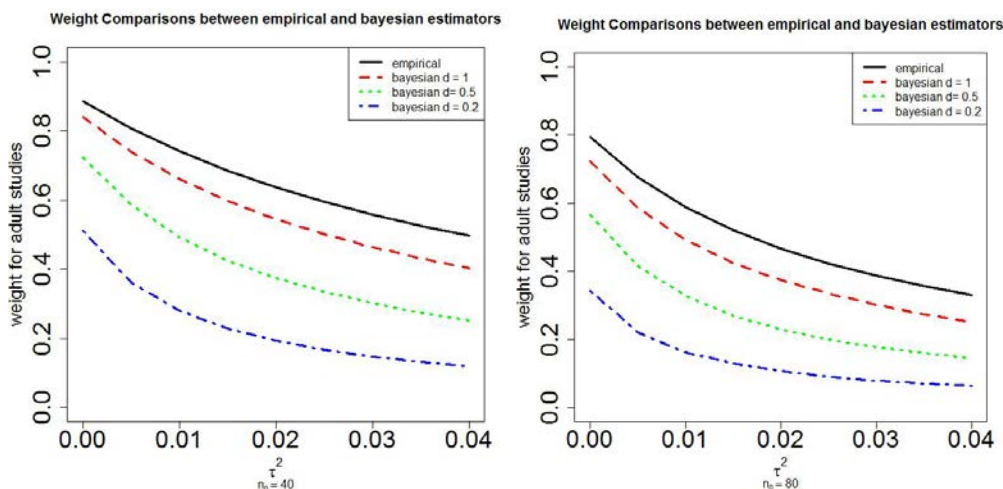 Weight Comparisons between empirical and bayesian estimators
weight for adult studies
1.0
0.8
0.6
0.4
0.2
0.0
empirical
bayesian d = 1
bayesian d= 0.5
bayesian d = 0.2
0.00 0.01 0.02 0.03 0.04
τ²
= 40
Weight Comparisons between empirical and bayesian estimators
weight for adult studies
1.0
0.8
0.6
0.4
0.2
0.0
empirical
bayesian d = 1
bayesian d= 0.5
bayesian d = 0.2
0.00 0.01 0.02 0.03 0.04
τ²
= 80